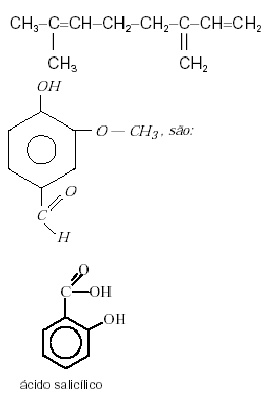 CH₃–C=CH–CH₂–CH₂–C–CH=CH₂
CH₃ CH₂
OH
O — CH₃, são:
O
C
H
O
C—OH
OH
ácido salicílico